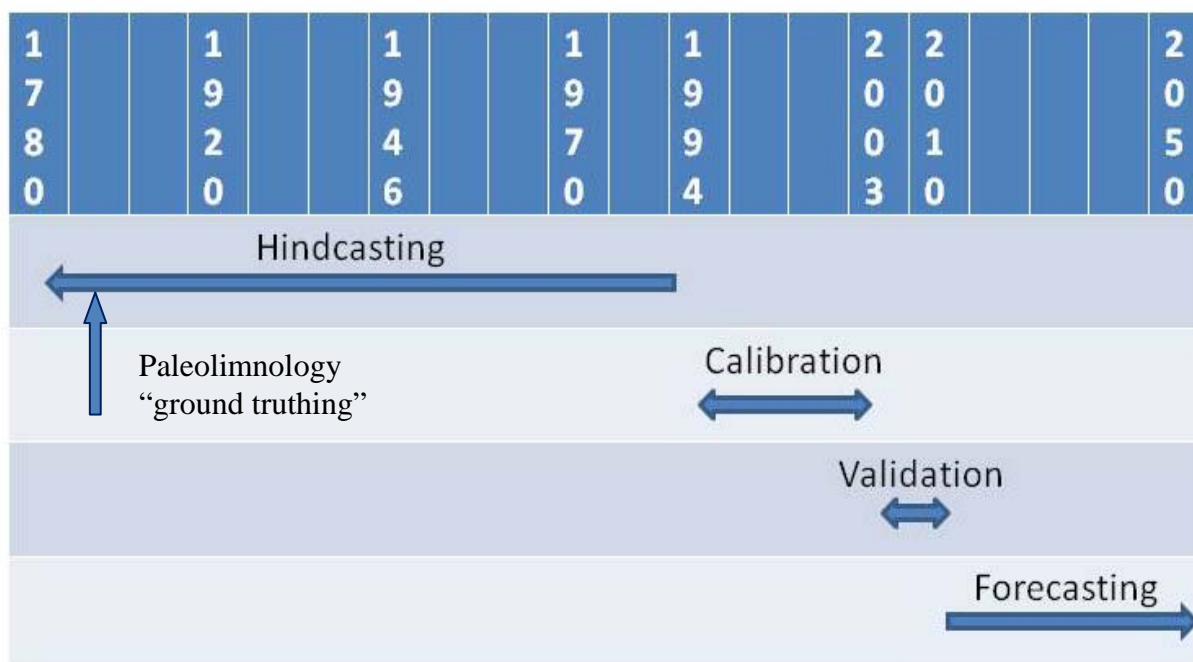 1780 1920 1946 1970 1994 2003 2010 2050
Hindcasting
Paleolimnology
“ground truthing”
Calibration
Validation
Forecasting